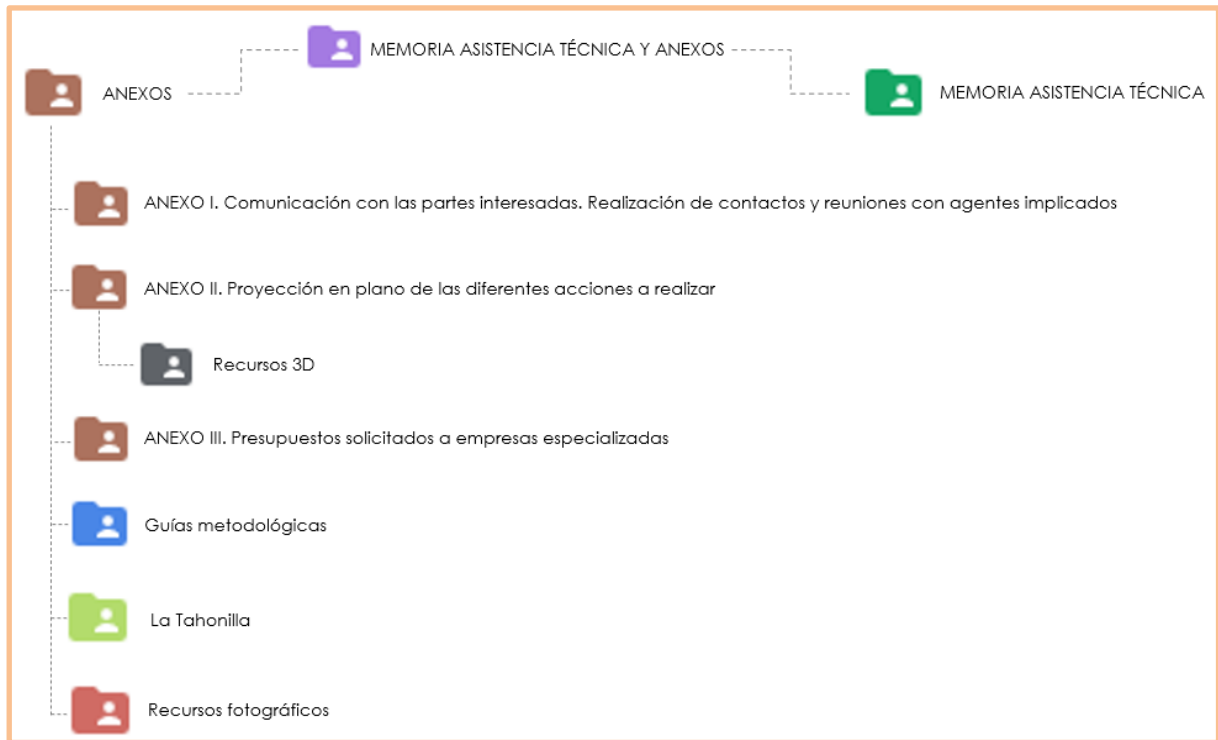 MEMORIA ASISTENCIA TÉCNICA Y ANEXOS
ANEXOS
MEMORIA ASISTENCIA TÉCNICA
ANEXO I. Comunicación con las partes interesadas. Realización de contactos y reuniones con agentes implicados
ANEXO II. Proyección en plano de las diferentes acciones a realizar
Recursos 3D
ANEXO III. Presupuestos solicitados a empresas especializadas
Guías metodológicas
La Tahonilla
Recursos fotográficos